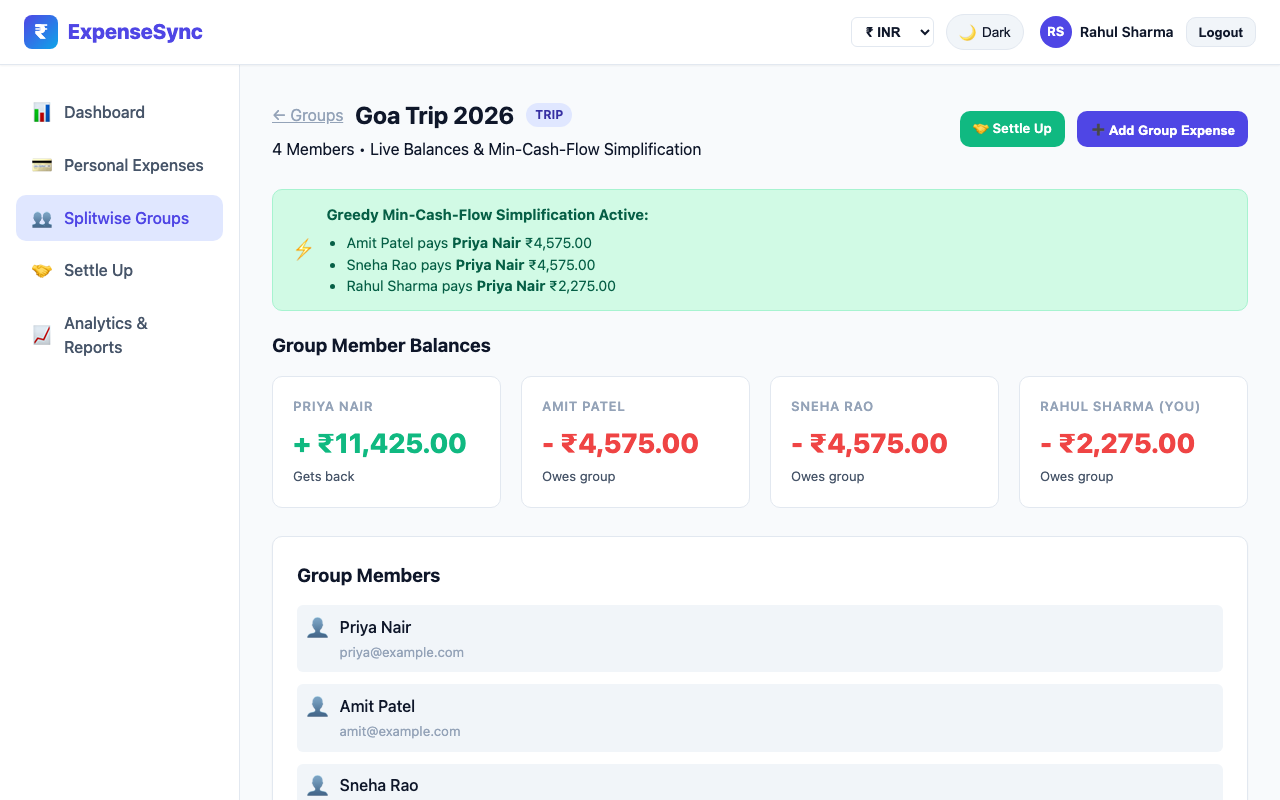 ₹ ExpenseSync
₹ INR
🌙 Dark
RS
Rahul Sharma
Logout
Dashboard
Personal Expenses
Splitwise Groups
Settle Up
Analytics &
Reports
← Groups
Goa Trip 2026
TRIP
4 Members • Live Balances & Min-Cash-Flow Simplification
🤝 Settle Up
➕ Add Group Expense
⚡
Greedy Min-Cash-Flow Simplification Active:
• Amit Patel pays Priya Nair ₹4,575.00
• Sneha Rao pays Priya Nair ₹4,575.00
• Rahul Sharma pays Priya Nair ₹2,275.00
Group Member Balances
PRIYA NAIR
+ ₹11,425.00
Gets back
AMIT PATEL
- ₹4,575.00
Owes group
SNEHA RAO
- ₹4,575.00
Owes group
RAHUL SHARMA (YOU)
- ₹2,275.00
Owes group
Group Members
Priya Nair
priya@example.com
Amit Patel
amit@example.com
Sneha Rao